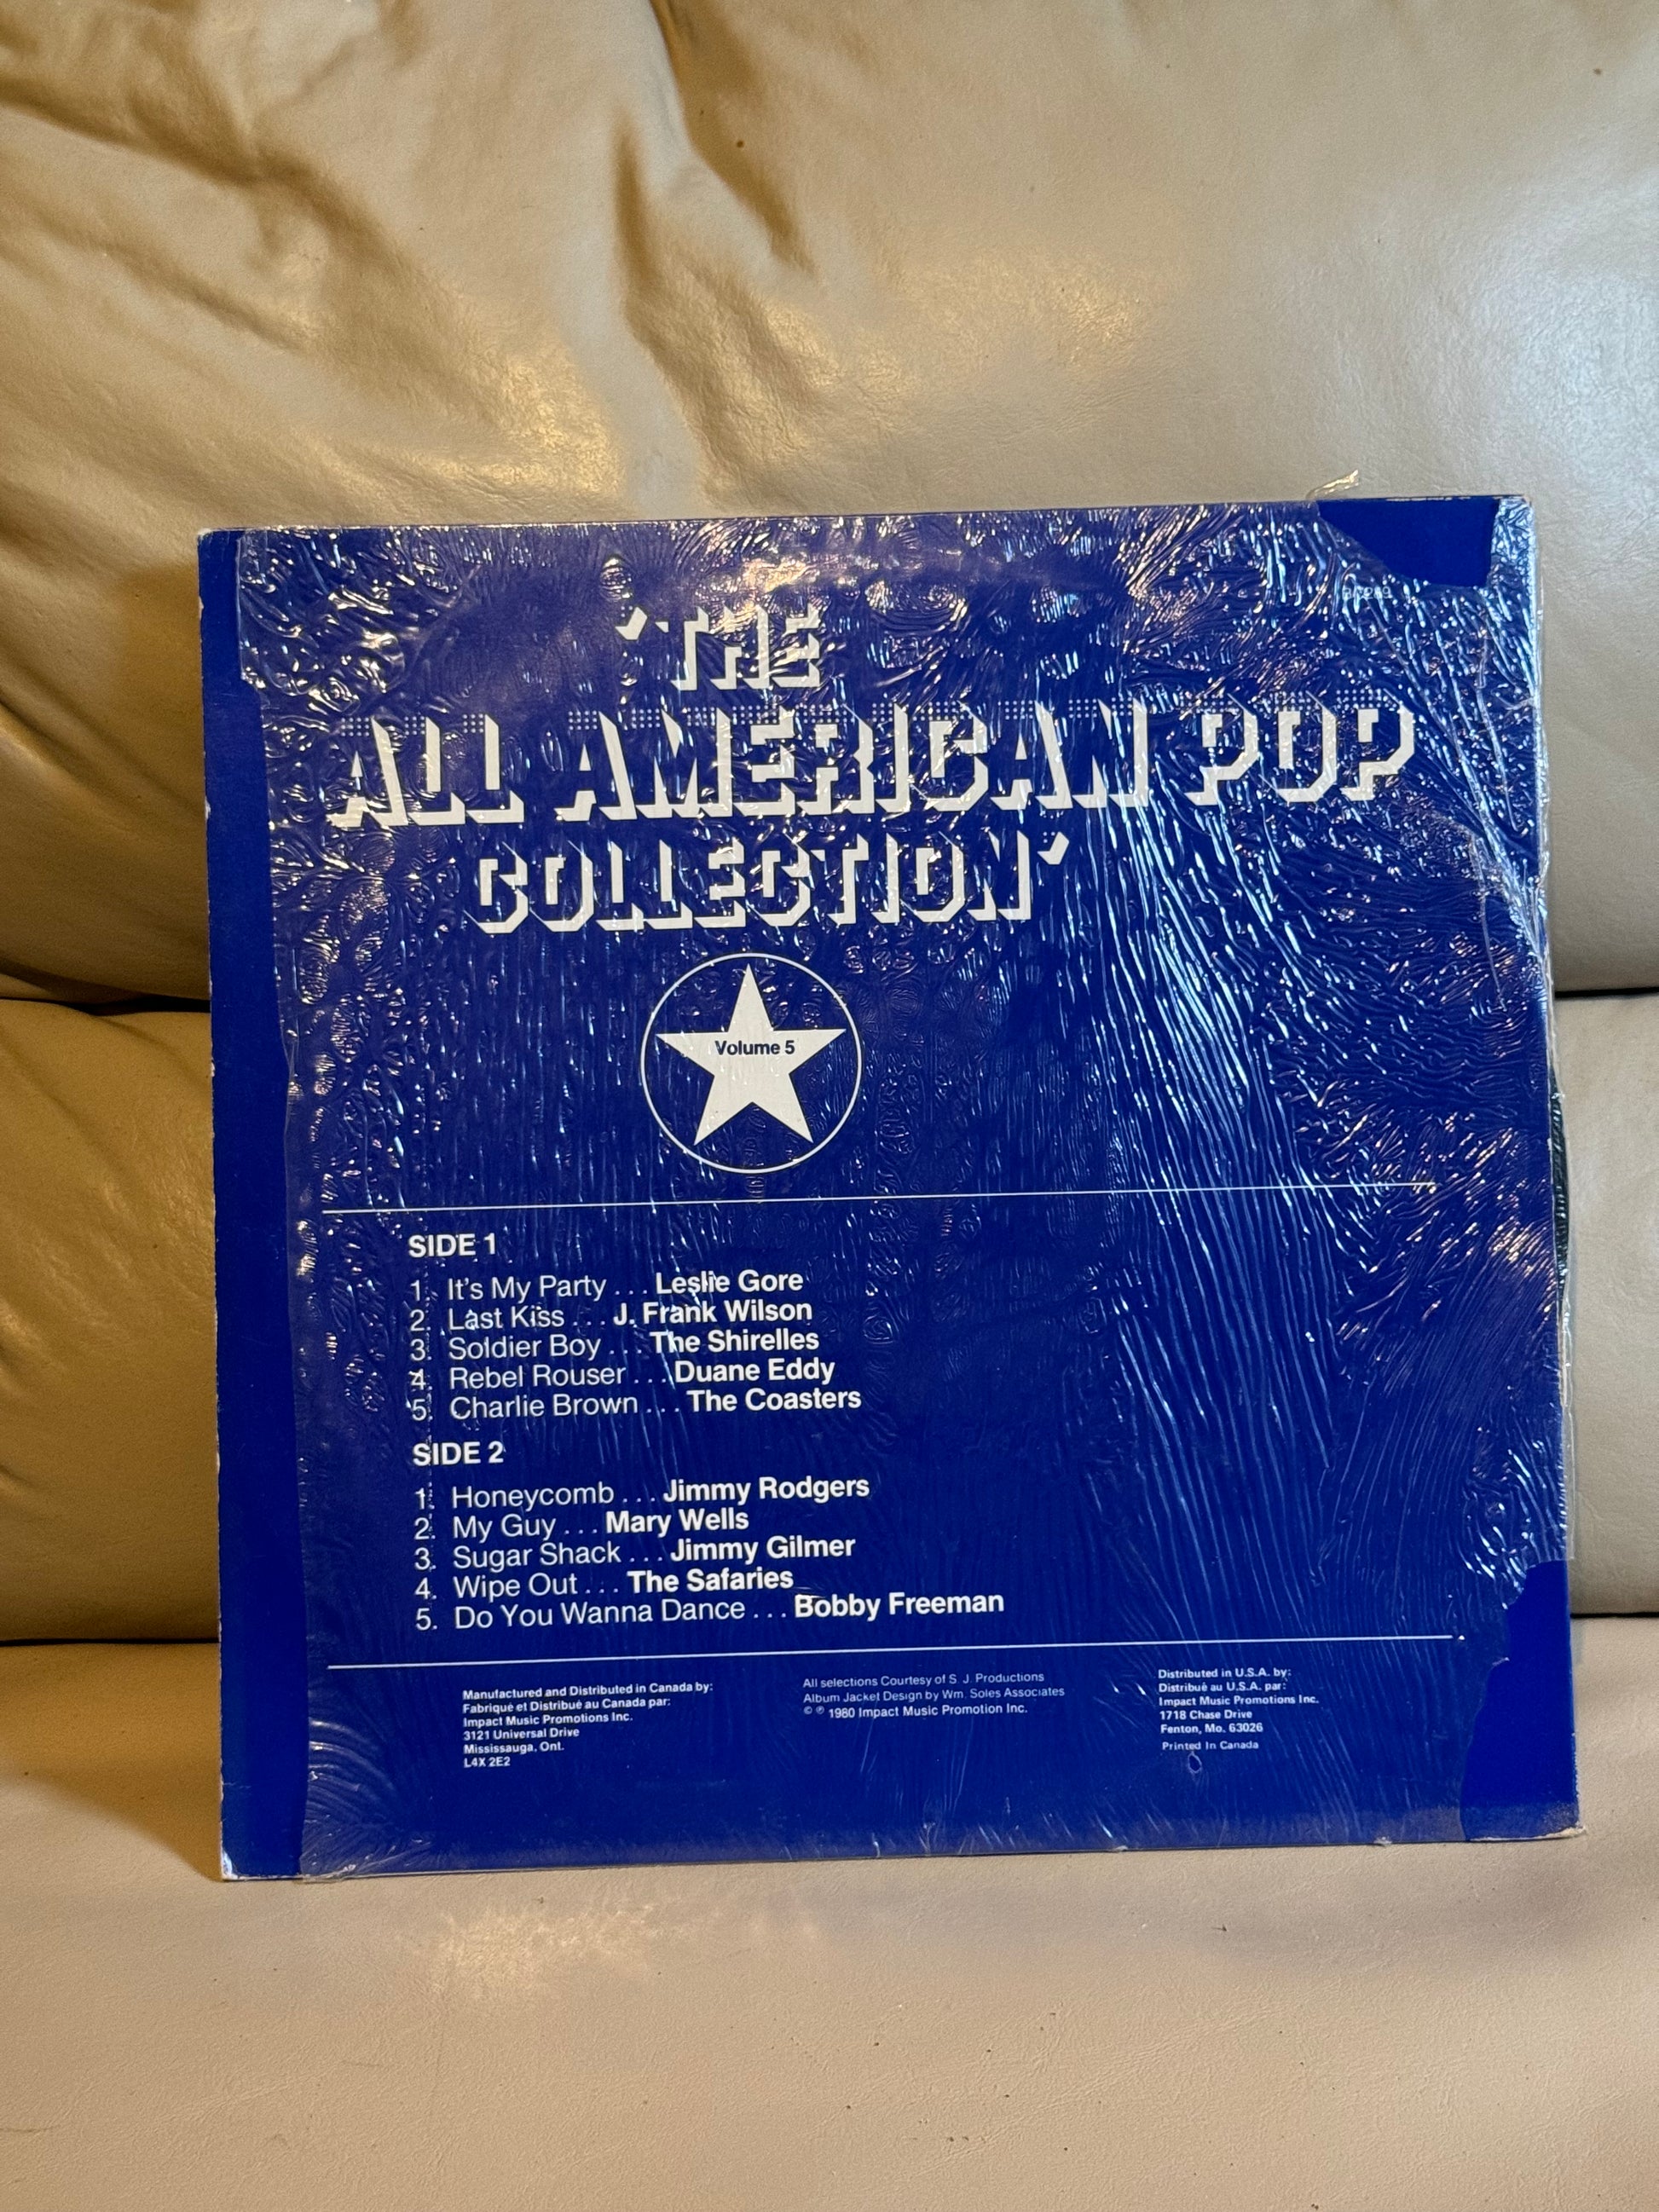 'THE
ALL AMERICAN POP
COLLECTION'
Volume 5
SIDE 1
1. It's My Party . . . Leslie Gore
2. Last Kiss . . . J. Frank Wilson
3. Soldier Boy . . . The Shirelles
4. Rebel Rouser . . . Duane Eddy
5. Charlie Brown . . . The Coasters
SIDE 2
1. Honeycomb . . . Jimmy Rodgers
2. My Guy . . . Mary Wells
3. Sugar Shack . . . Jimmy Gilmer
4. Wipe Out . . . The Safaries
5. Do You Wanna Dance . . . Bobby Freeman
Manufactured and Distributed in Canada by:
Fabriqué et Distribué au Canada par:
Impact Music Promotions Inc.
3121 Universal Drive
Mississauga, Ont.
L4X 2E2
All selections Courtesy of S. J. Productions
Album Jacket Design by Wm. Soles Associates
© ℗ 1980 Impact Music Promotion Inc.
Distributed in U.S.A. by:
Distribué au U.S.A. par:
Impact Music Promotions Inc.
1718 Chase Drive
Fenton, Mo. 63026
Printed In Canada